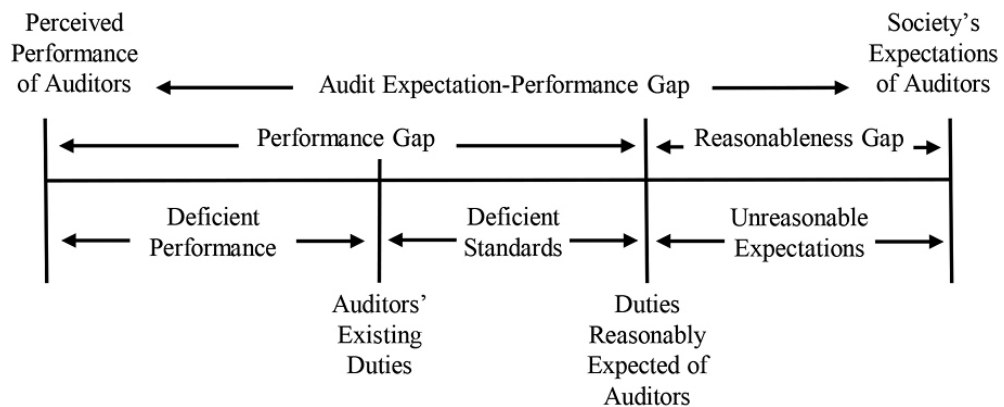 Perceived
Performance
of Auditors
Audit Expectation-Performance Gap
Society’s
Expectations
of Auditors
Performance Gap
Reasonableness Gap
Deficient
Performance
Deficient
Standards
Unreasonable
Expectations
Auditors’
Existing
Duties
Duties
Reasonably
Expected of
Auditors